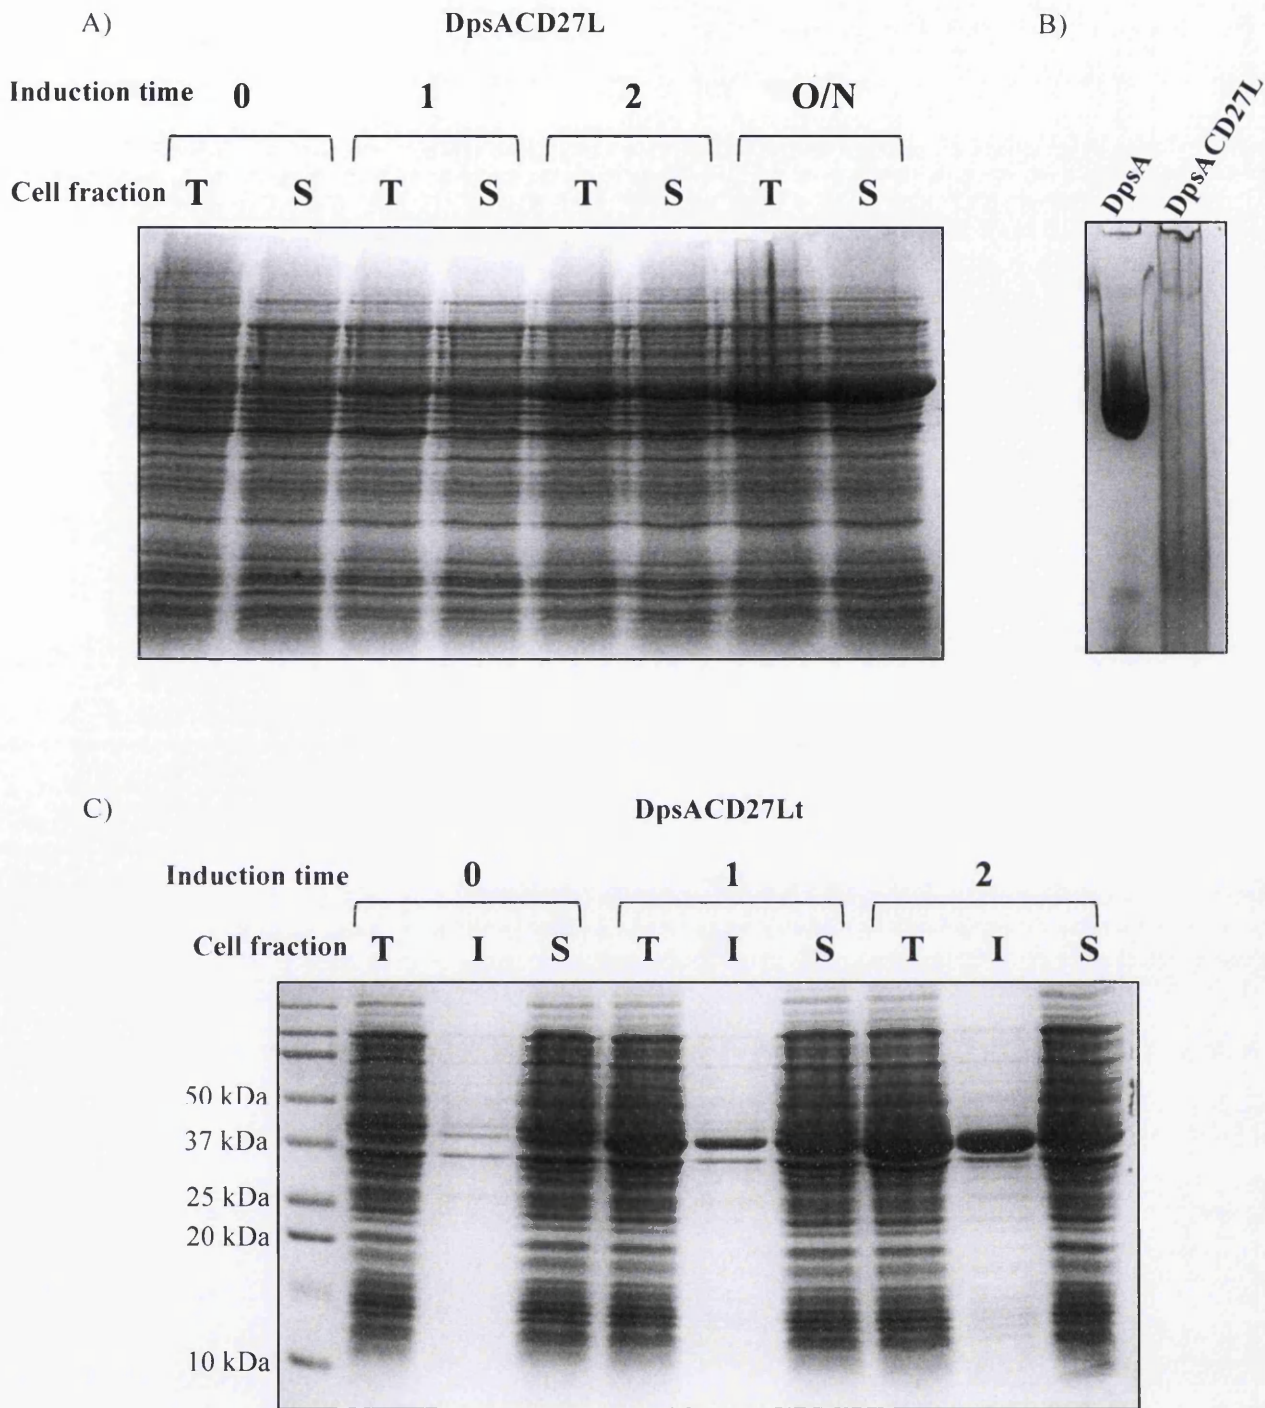 A)
DpsACD27L
B)
Induction time 0 1 2 O/N
Cell fraction T S T S T S T S
DpsA DpsACD27L
C)
DpsACD27Lt
Induction time 0 1 2
Cell fraction T I S T I S T I S
50 kDa
37 kDa
25 kDa
20 kDa
10 kDa